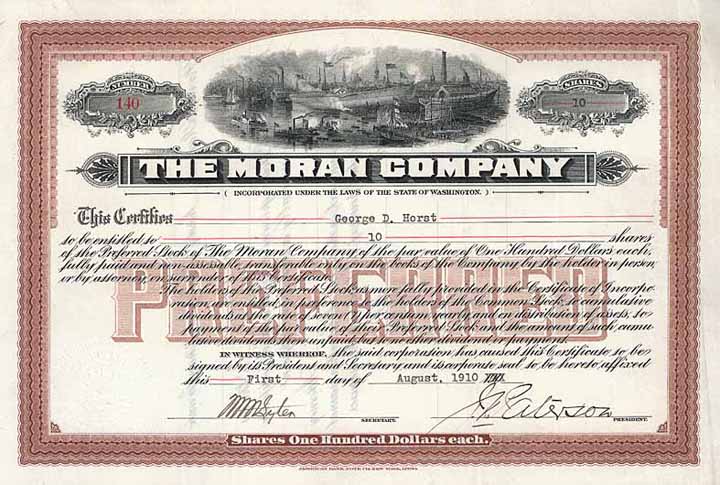 NUMBER
140
SHARES
10
THE MORAN COMPANY
( INCORPORATED UNDER THE LAWS OF THE STATE OF WASHINGTON. )
This Certifies George D. Horst
to be entitled to 10 shares
of the Preferred Stock of The Moran Company of the par value of One Hundred Dollars each,
fully paid and non-assessable, transferable only on the books of the Company by the holder in person,
or by attorney, on surrender of this Certificate.
The holders of the Preferred Stock as more fully provided in the Certificate of Incorpo-
ration, are entitled, in preference to the holders of the Common Stock, to cumulative
dividends at the rate of seven (7) per centum yearly, and on distribution of assets, to
payment of the par value of their Preferred Stock and the amount of such cumu-
lative dividends then unpaid, but to no other dividend or payment.
PREFERRED
IN WITNESS WHEREOF, the said corporation has caused this Certificate to be
signed by its President and Secretary and its corporate seal to be hereto affixed
this First day of August, 1910
SECRETARY.
J. V. Paterson
PRESIDENT.
Shares One Hundred Dollars each.